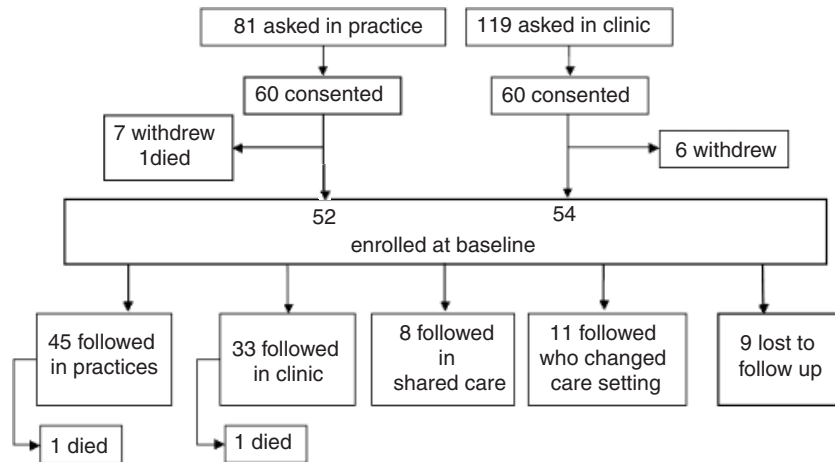 81 asked in practice
119 asked in clinic
60 consented
60 consented
7 withdrew
1died
6 withdrew
52
54
enrolled at baseline
45 followed
in practices
33 followed
in clinic
8 followed
in
shared care
11 followed
who changed
care setting
9 lost to
follow up
1 died
1 died